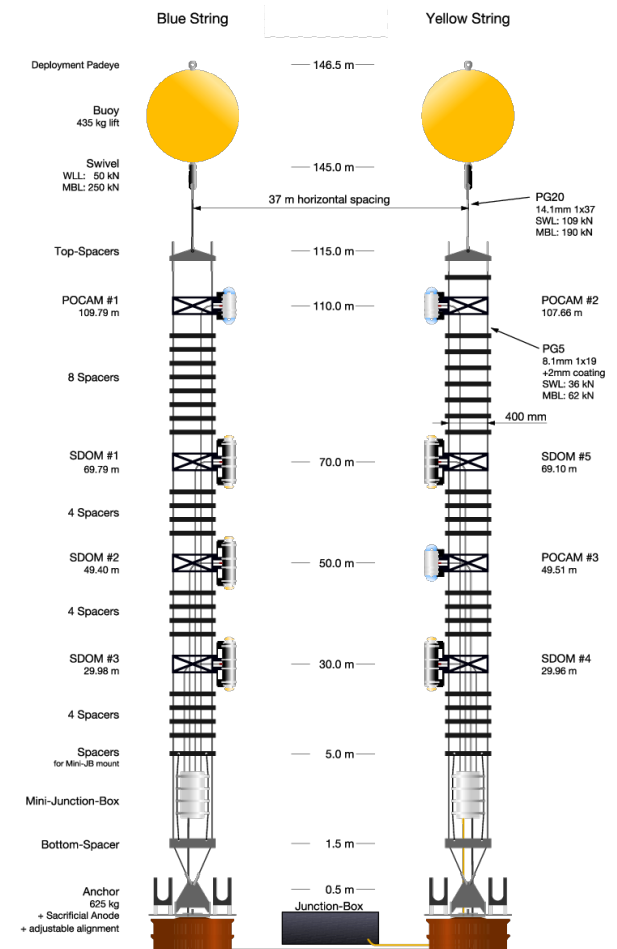 Blue String
Yellow String
Deployment Padeye
146.5 m
Buoy
435 kg lift
Swivel
WLL: 50 kN
MBL: 250 kN
145.0 m
37 m horizontal spacing
PG20
14.1mm 1x37
SWL: 109 kN
MBL: 190 kN
Top-Spacers
115.0 m
POCAM #1
109.79 m
110.0 m
POCAM #2
107.66 m
PG5
8.1mm 1x19
+2mm coating
SWL: 36 kN
MBL: 62 kN
8 Spacers
400 mm
SDOM #1
69.79 m
70.0 m
SDOM #5
69.10 m
4 Spacers
SDOM #2
49.40 m
50.0 m
POCAM #3
49.51 m
4 Spacers
SDOM #3
29.98 m
30.0 m
SDOM #4
29.96 m
4 Spacers
Spacers
for Mini-JB mount
5.0 m
Mini-Junction-Box
Bottom-Spacer
1.5 m
Anchor
625 kg
+ Sacrificial Anode
+ adjustable alignment
0.5 m
Junction-Box